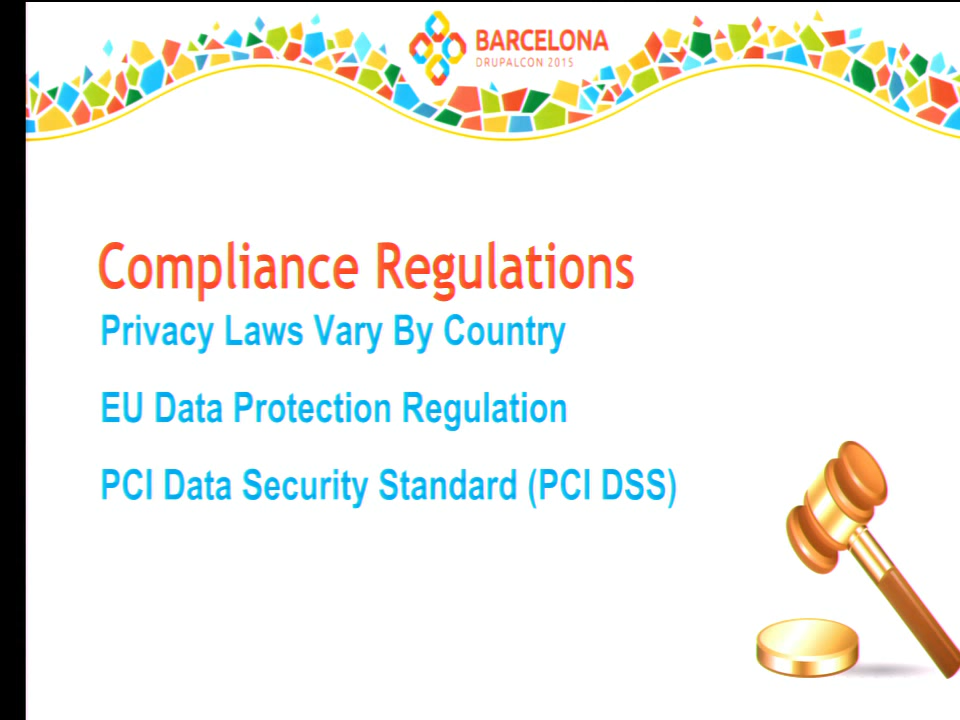 BARCELONA
DRUPALCON 2015
Compliance Regulations
Privacy Laws Vary By Country
EU Data Protection Regulation
PCI Data Security Standard (PCI DSS)